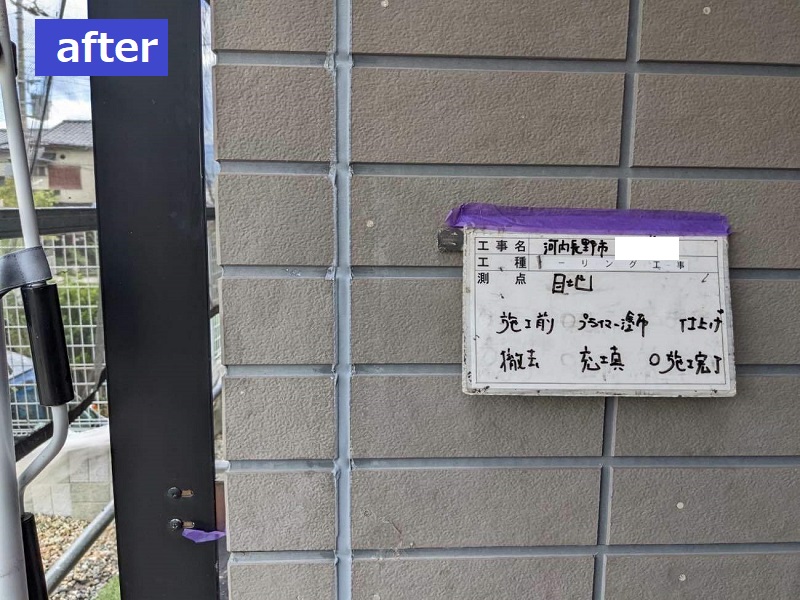 after
工事名 河内長野市
工種 ーリング工事
測点 目地
施工前 プライマー塗布 仕上げ
撤去 充填 施工完了